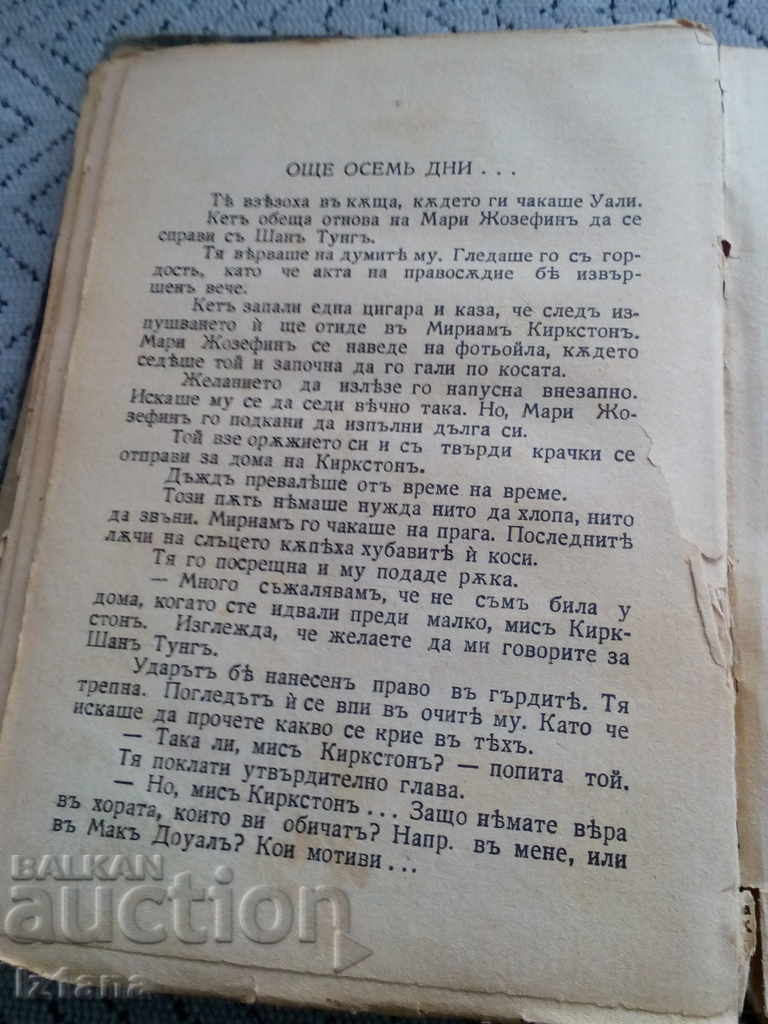 ОЩЕ ОСЕМЬ ДНИ . . .
Тѣ взѣзоха въ кѫща, кѫдето ги чакаше Уали.
Кетъ обеща отнова на Мари Жозефинъ да се
справи съ Шанъ Тунгъ.
Тя вѣрваше на думитѣ му. Гледаше го съ гор-
дость, като че акта на правосѫдие бѣ извър-
шенъ вече.
Кетъ запали една цигара и каза, че следъ из-
пушването ѝ ще отиде въ Мириамъ Киркстонъ.
Мари Жозефинъ се наведе на фотьойла, кѫдето
седѣше той и започна да го гали по косата.
Желанието да излѣзе го напусна внезапно.
Искаше му се да седи вѣчно така. Но, Мари Жо-
зефинъ го подкани да изпълни дълга си.
Той взе орѫжието си и съ твърди крачки се
отправи за дома на Киркстонъ.
Дъждъ превалѣше отъ време на време.
Този пѫть нѣмаше нужда нито да хлопа, нито
да звъни. Мириамъ го чакаше на прага. Последнитѣ
лѫчи на слъцето кѫпѣха хубавитѣ ѝ коси.
Тя го посрещна и му подаде рѫка.
— Много съжалявамъ, че не съмъ била у
дома, когато сте идвали преди малко, мисъ Кирк-
стонъ. Изглежда, че желаете да ми говорите за
Шанъ Тунгъ.
Ударътъ бѣ нанесенъ право въ гърдитѣ. Тя
трепна. Погледътъ ѝ се впи въ очитѣ му. Като че
искаше да прочете какво се крие въ тѣхъ.
— Така ли, мисъ Киркстонъ? — попита той.
Тя поклати утвърдително глава.
— Но, мисъ Киркстонъ . . . Защо нѣмате вѣра
въ хората, които ви обичатъ? Напр. въ мене, или
въ Макъ Доуалъ? Кои мотиви . . .
BALKAN
auction
Iztana